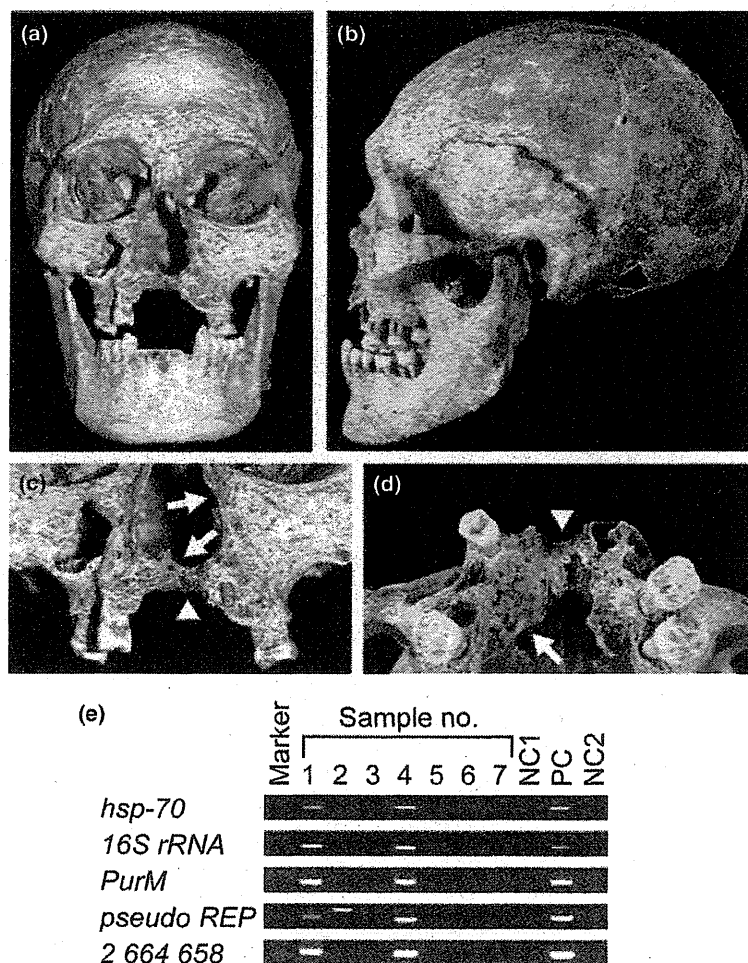 (a)
(b)
(c)
(d)
(e)
Sample no.
Marker 1 2 3 4 5 6 7 NC1 PC NC2
hsp-70
16S rRNA
PurM
pseudo REP
2 664 658